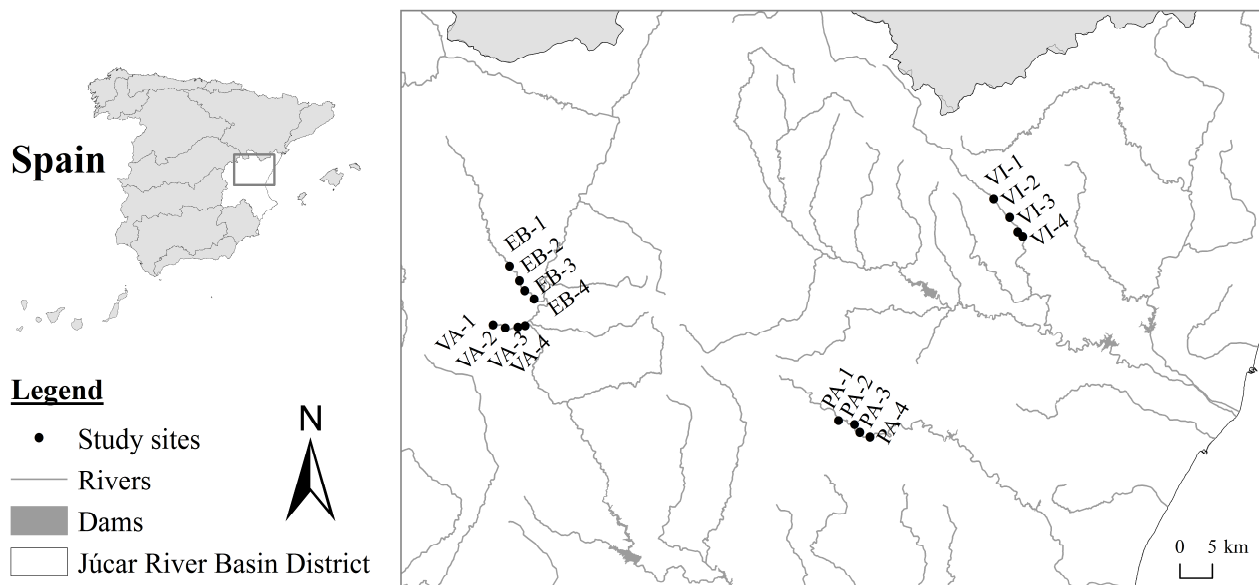 Spain
Legend
Study sites
Rivers
Dams
Júcar River Basin District
N
EB-1
EB-2
EB-3
EB-4
VA-1
VA-2
VA-3
VA-4
VI-1
VI-2
VI-3
VI-4
PA-1
PA-2
PA-3
PA-4
0 5 km